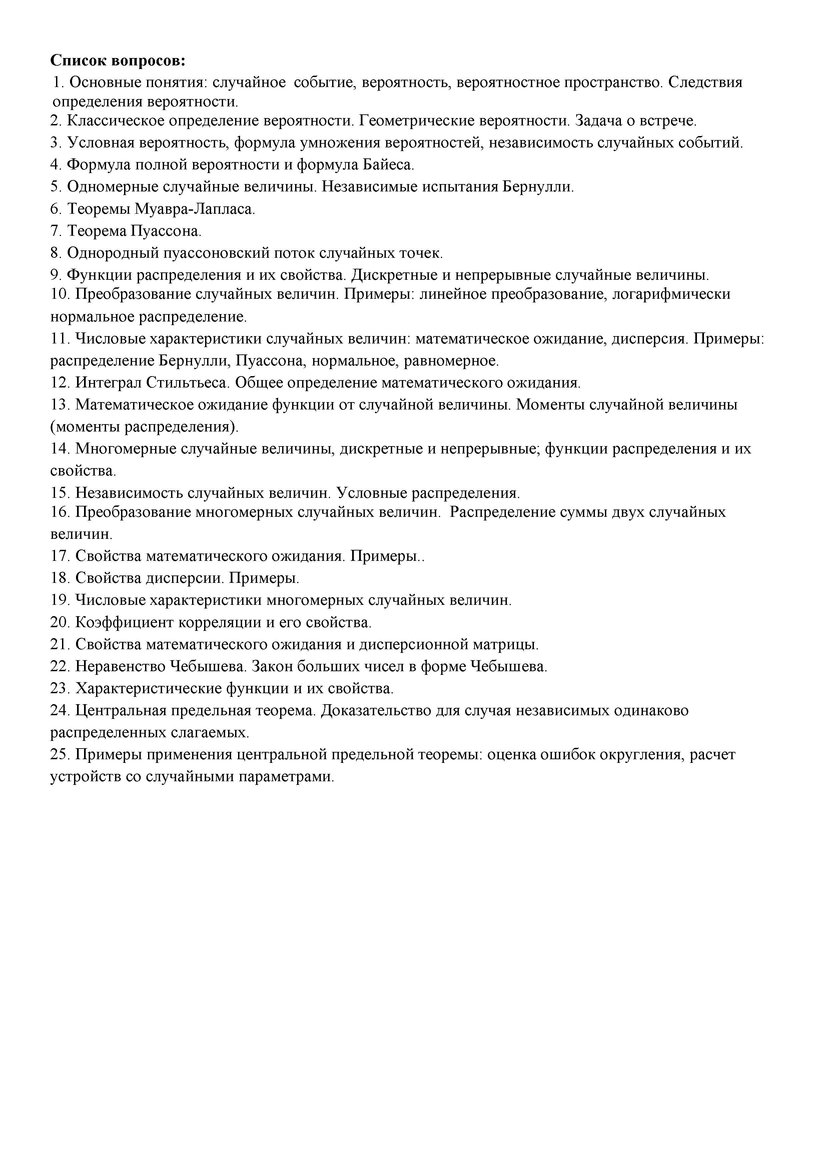 Список вопросов:
1. Основные понятия: случайное  событие, вероятность, вероятностное пространство. Следствия
определения вероятности.
2. Классическое определение вероятности. Геометрические вероятности. Задача о встрече.
3. Условная вероятность, формула умножения вероятностей, независимость случайных событий.
4. Формула полной вероятности и формула Байеса.
5. Одномерные случайные величины. Независимые испытания Бернулли.
6. Теоремы Муавра-Лапласа.
7. Теорема Пуассона.
8. Однородный пуассоновский поток случайных точек.
9. Функции распределения и их свойства. Дискретные и непрерывные случайные величины.
10. Преобразование случайных величин. Примеры: линейное преобразование, логарифмически
нормальное распределение.
11. Числовые характеристики случайных величин: математическое ожидание, дисперсия. Примеры:
распределение Бернулли, Пуассона, нормальное, равномерное.
12. Интеграл Стилтьеса. Общее определение математического ожидания.
13. Математическое ожидание функции от случайной величины. Моменты случайной величины
(моменты распределения).
14. Многомерные случайные величины, дискретные и непрерывные; функции распределения и их
свойства.
15. Независимость случайных величин. Условные распределения.
16. Преобразование многомерных случайных величин.  Распределение суммы двух случайных
величин.
17. Свойства математического ожидания. Примеры..
18. Свойства дисперсии. Примеры.
19. Числовые характеристики многомерных случайных величин.
20. Коэффициент корреляции и его свойства.
21. Свойства математического ожидания и дисперсионной матрицы.
22. Неравенство Чебышева. Закон больших чисел в форме Чебышева.
23. Характеристические функции и их свойства.
24. Центральная предельная теорема. Доказательство для случая независимых одинаково
распределенных слагаемых.
25. Примеры применения центральной предельной теоремы: оценка ошибок округления, расчет
устройств со случайными параметрами.